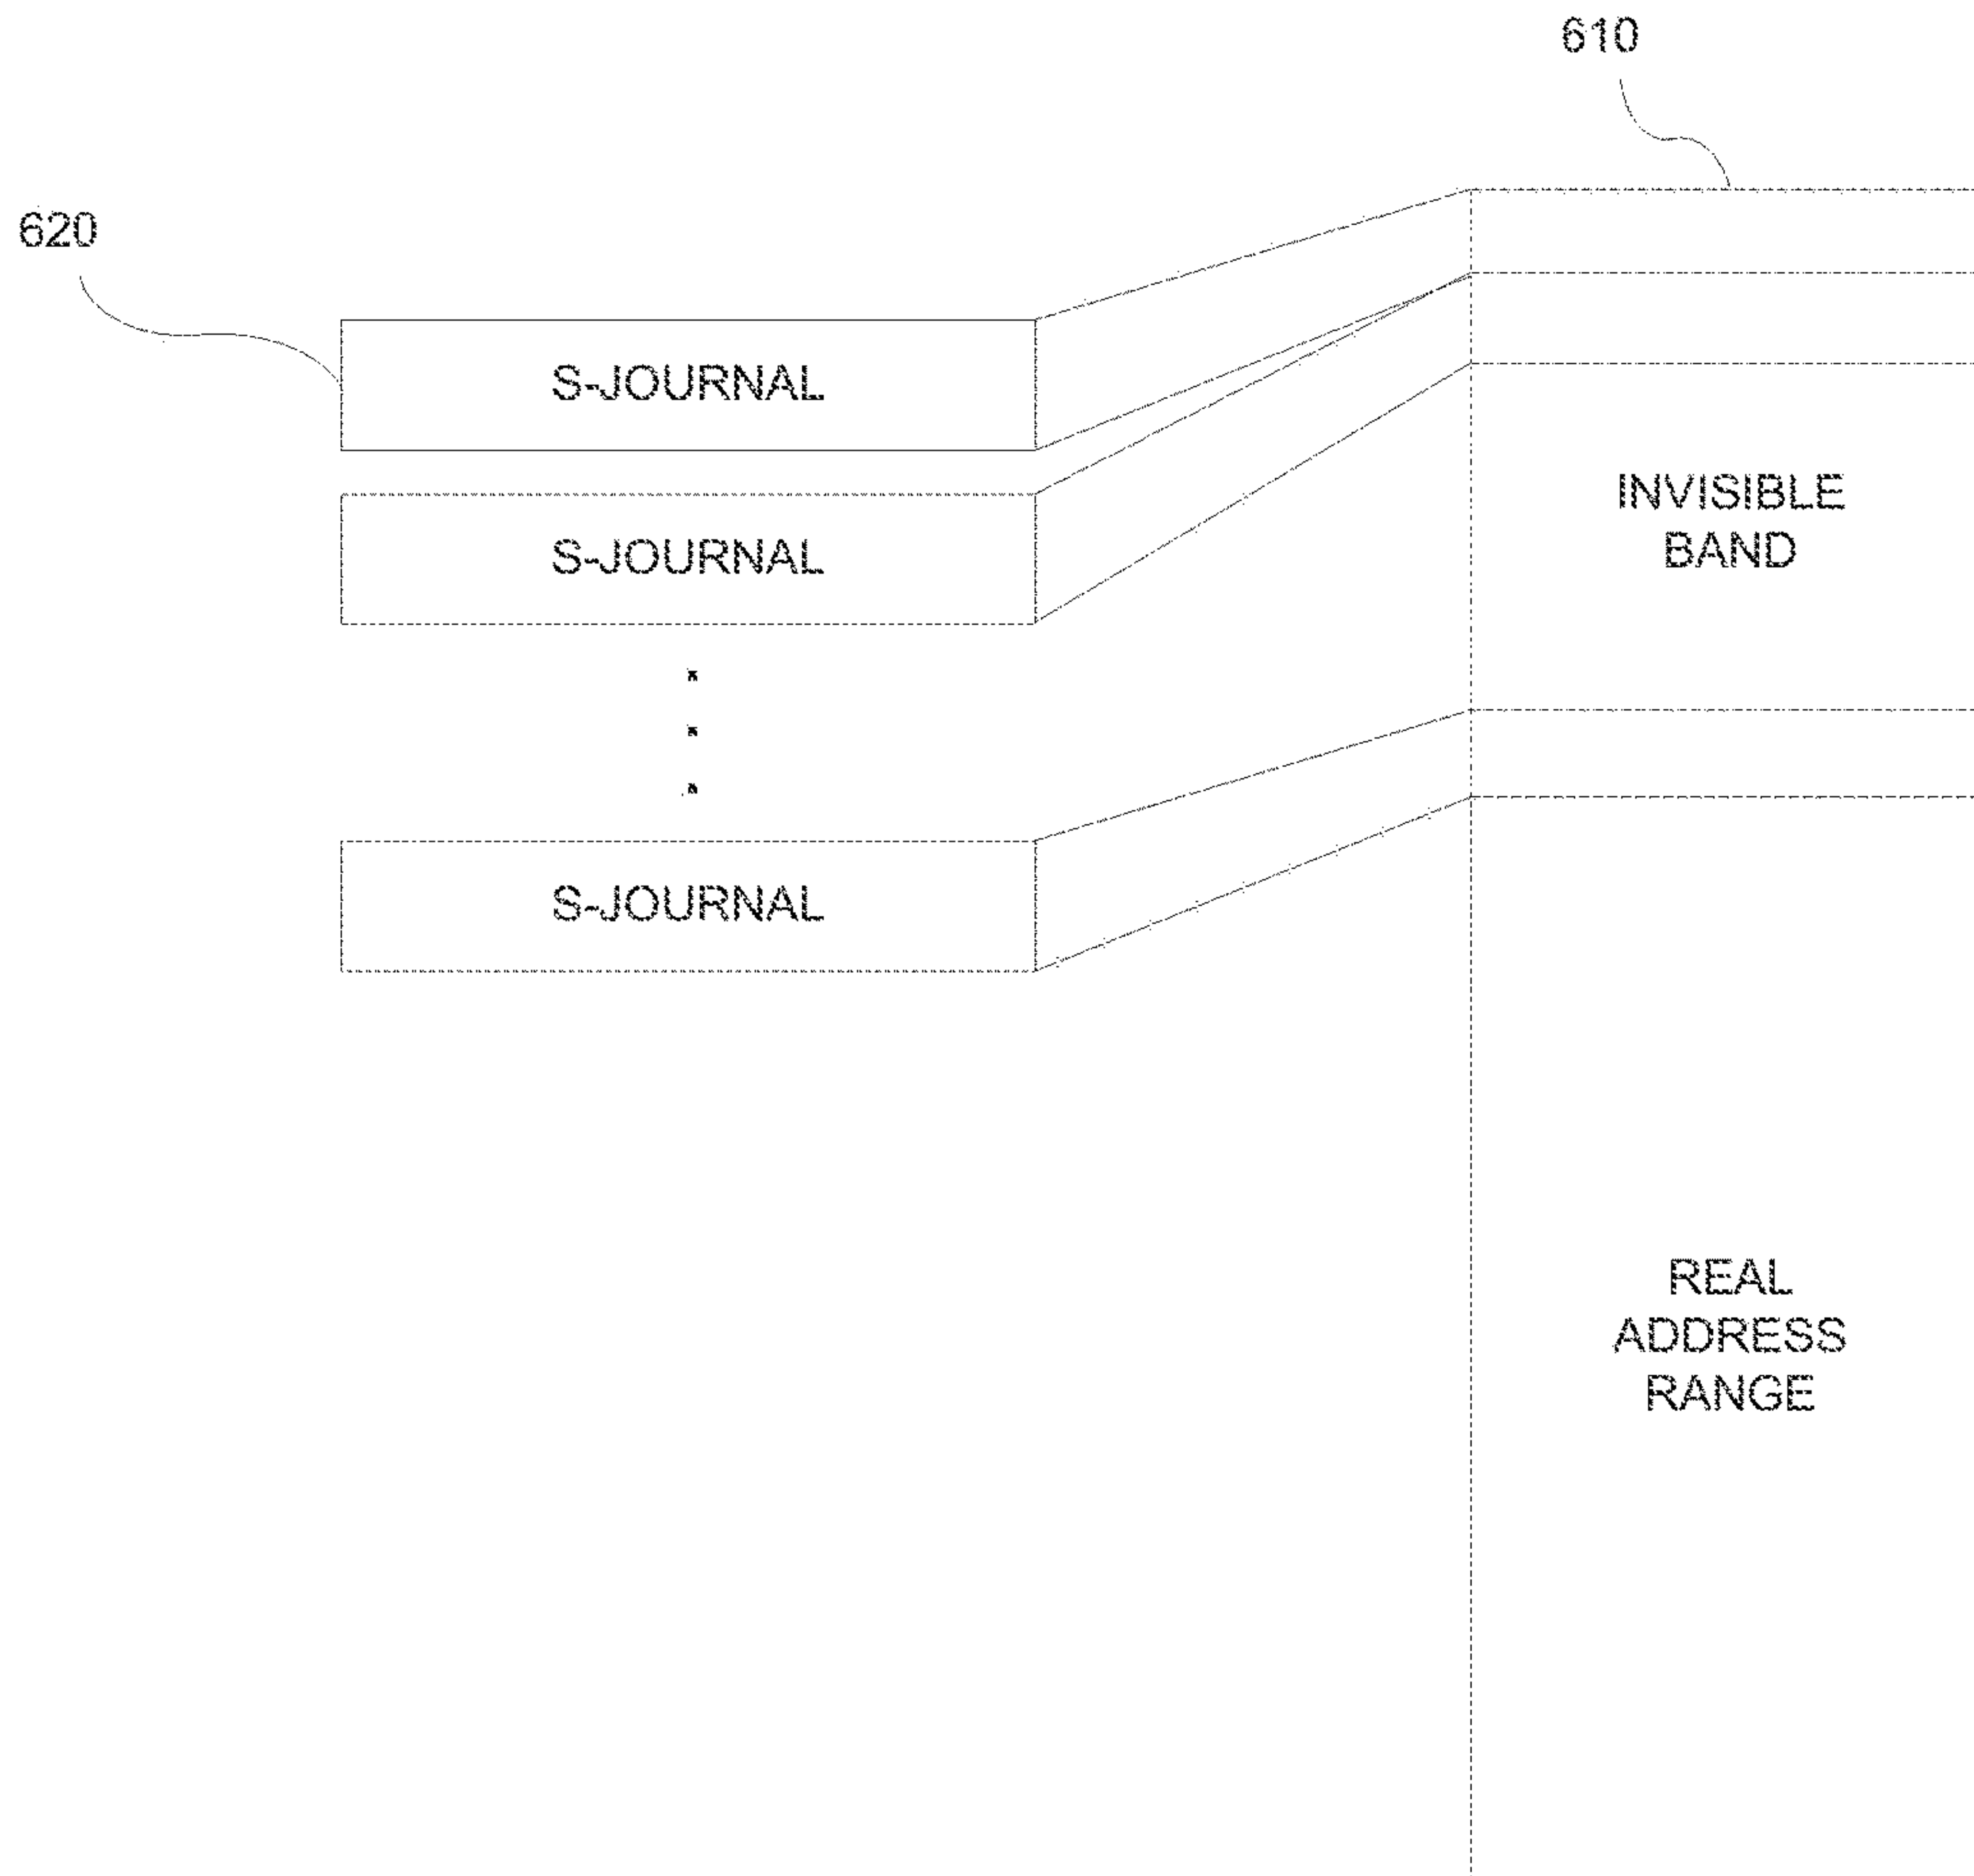 610
620
S-JOURNAL
S-JOURNAL
INVISIBLE
BAND
S-JOURNAL
REAL
ADDRESS
RANGE